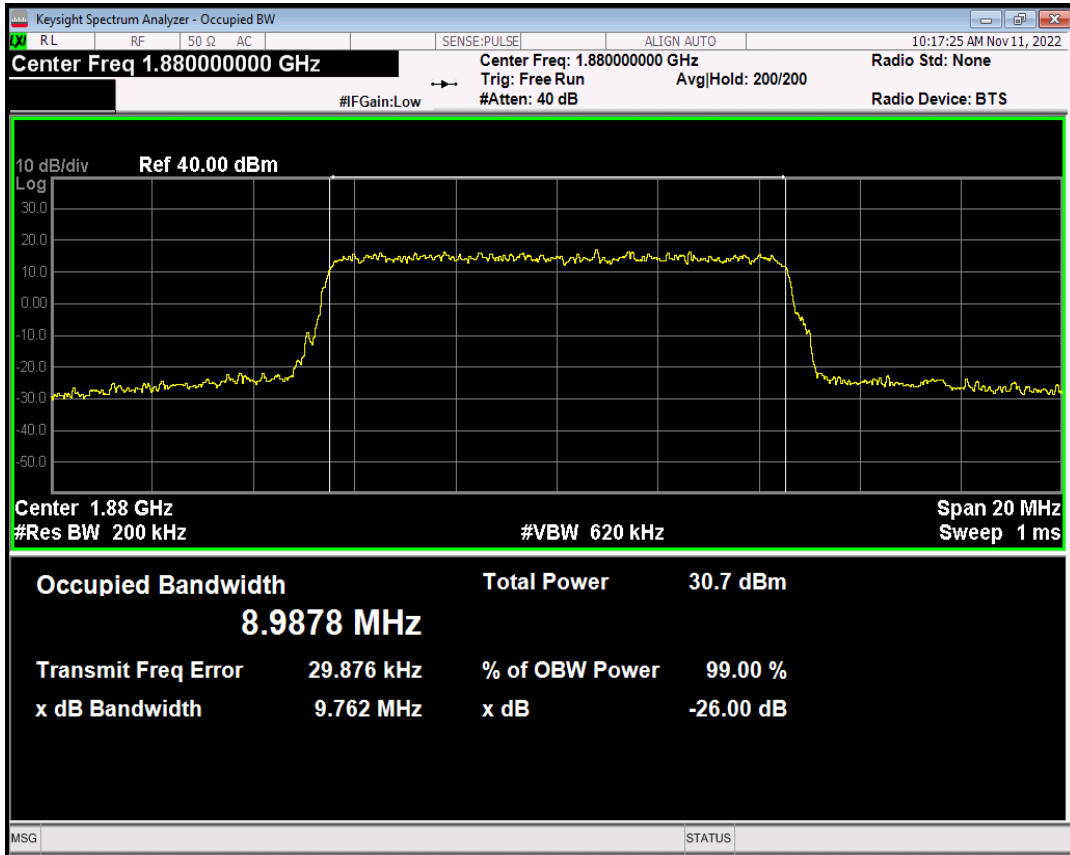 Keysight Spectrum Analyzer - Occupied BW
LXI RL RF 50 Ω AC SENSE:PULSE ALIGN AUTO 10:17:25 AM Nov 11, 2022
Center Freq 1.880000000 GHz Center Freq: 1.880000000 GHz Radio Std: None
Trig: Free Run Avg|Hold: 200/200
#IFGain:Low #Atten: 40 dB Radio Device: BTS
10 dB/div Ref 40.00 dBm
Log
30.0
20.0
10.0
0.00
-10.0
-20.0
-30.0
-40.0
-50.0
Center 1.88 GHz Span 20 MHz
#Res BW 200 kHz #VBW 620 kHz Sweep 1 ms
Occupied Bandwidth Total Power 30.7 dBm
8.9878 MHz
Transmit Freq Error 29.876 kHz % of OBW Power 99.00 %
x dB Bandwidth 9.762 MHz x dB -26.00 dB
MSG STATUS